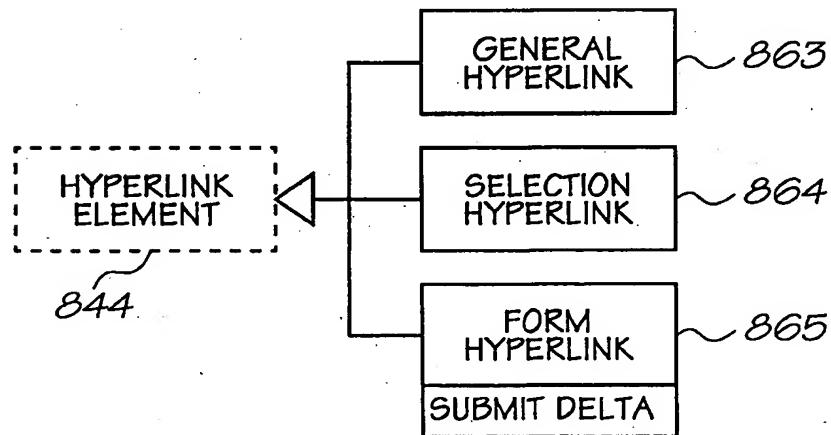 GENERAL
HYPERLINK
863
HYPERLINK
ELEMENT
844
SELECTION
HYPERLINK
864
FORM
HYPERLINK
865
SUBMIT DELTA